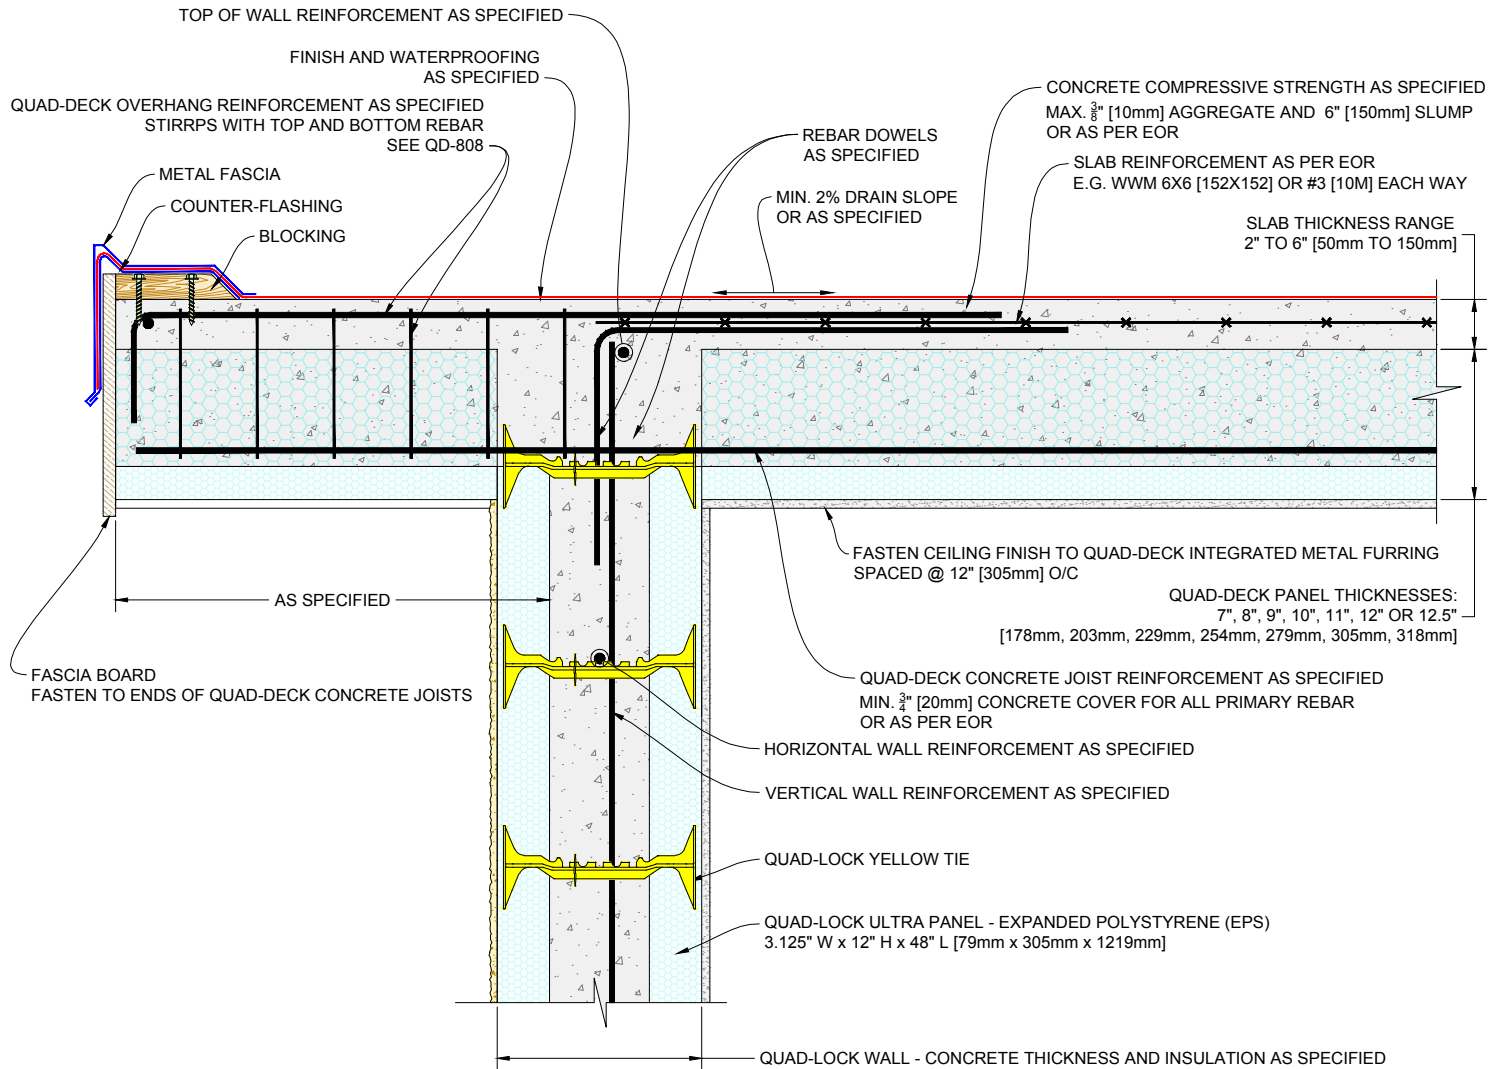 TOP OF WALL REINFORCEMENT AS SPECIFIED
FINISH AND WATERPROOFING
AS SPECIFIED
QUAD-DECK OVERHANG REINFORCEMENT AS SPECIFIED
STIRRPS WITH TOP AND BOTTOM REBAR
SEE QD-808
METAL FASCIA
COUNTER-FLASHING
BLOCKING
REBAR DOWELS
AS SPECIFIED
MIN. 2% DRAIN SLOPE
OR AS SPECIFIED
CONCRETE COMPRESSIVE STRENGTH AS SPECIFIED
MAX. 3/8" [10mm] AGGREGATE AND 6" [150mm] SLUMP
OR AS PER EOR
SLAB REINFORCEMENT AS PER EOR
E.G. WWM 6X6 [152X152] OR #3 [10M] EACH WAY
SLAB THICKNESS RANGE
2" TO 6" [50mm TO 150mm]
FASTEN CEILING FINISH TO QUAD-DECK INTEGRATED METAL FURRING
SPACED @ 12" [305mm] O/C
AS SPECIFIED
QUAD-DECK PANEL THICKNESSES:
7", 8", 9", 10", 11", 12" OR 12.5"
[178mm, 203mm, 229mm, 254mm, 279mm, 305mm, 318mm]
FASCIA BOARD
FASTEN TO ENDS OF QUAD-DECK CONCRETE JOISTS
QUAD-DECK CONCRETE JOIST REINFORCEMENT AS SPECIFIED
MIN. 3/4" [20mm] CONCRETE COVER FOR ALL PRIMARY REBAR
OR AS PER EOR
HORIZONTAL WALL REINFORCEMENT AS SPECIFIED
VERTICAL WALL REINFORCEMENT AS SPECIFIED
QUAD-LOCK YELLOW TIE
QUAD-LOCK ULTRA PANEL - EXPANDED POLYSTYRENE (EPS)
3.125" W x 12" H x 48" L [79mm x 305mm x 1219mm]
QUAD-LOCK WALL - CONCRETE THICKNESS AND INSULATION AS SPECIFIED